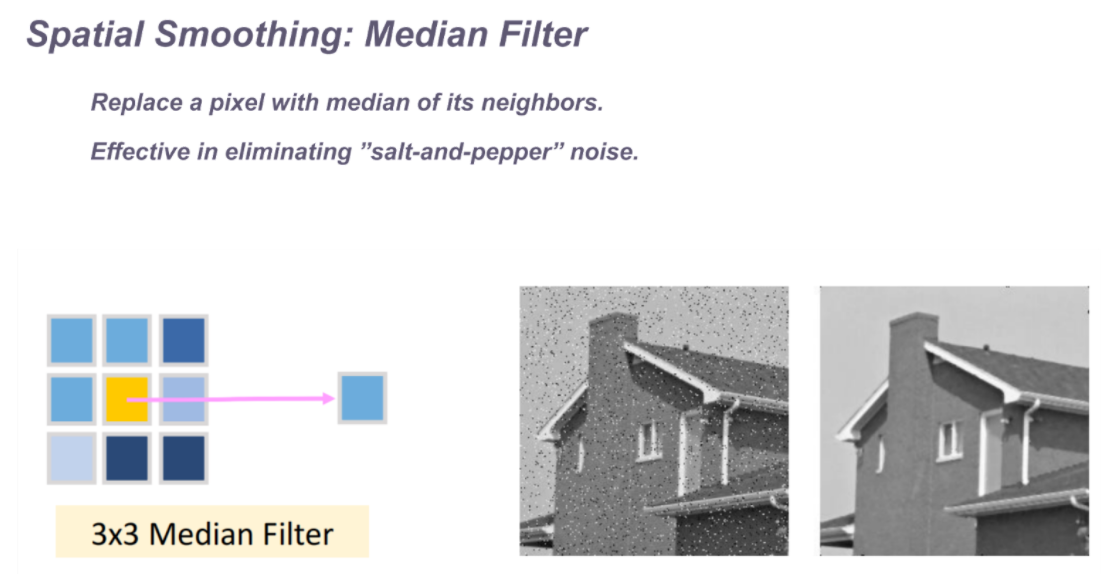 Spatial Smoothing: Median Filter
Replace a pixel with median of its neighbors.
Effective in eliminating ”salt-and-pepper” noise.
3x3 Median Filter